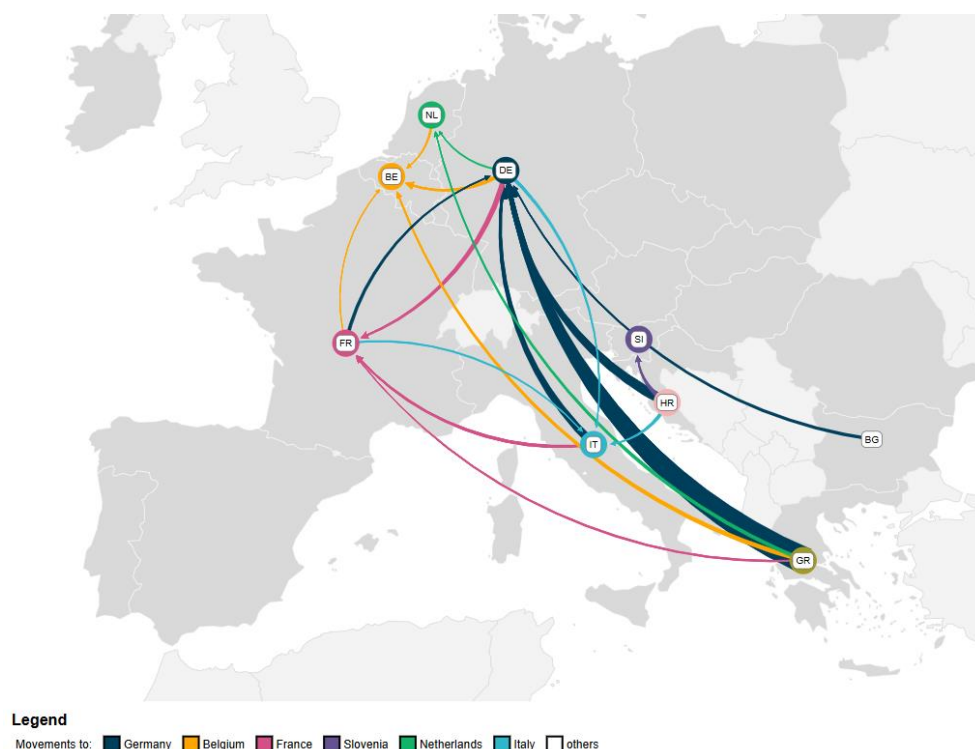 NL
DE
BE
SI
FR
HR
BG
IT
GR
Legend
Movements to: Germany Belgium France Slovenia Netherlands Italy others